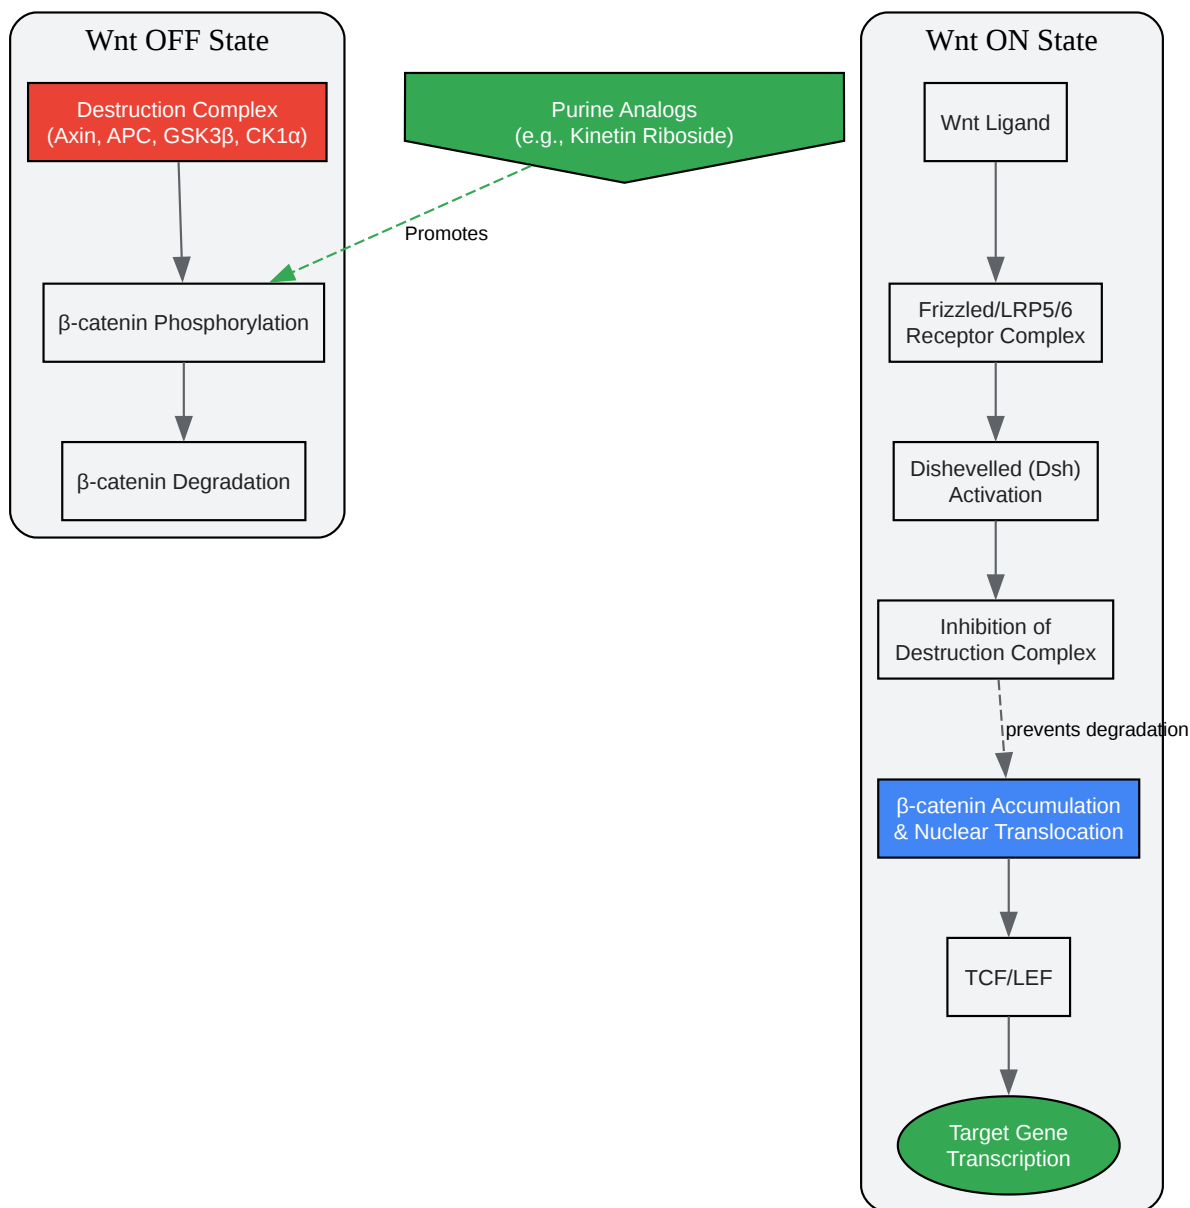 Wnt OFF State
Destruction Complex
(Axin, APC, GSK3β, CK1α)
β-catenin Phosphorylation
β-catenin Degradation
Purine Analogs
(e.g., Kinetin Riboside)
Promotes
Wnt ON State
Wnt Ligand
Frizzled/LRP5/6
Receptor Complex
Dishevelled (Dsh)
Activation
Inhibition of
Destruction Complex
prevents degradation
β-catenin Accumulation
& Nuclear Translocation
TCF/LEF
Target Gene
Transcription